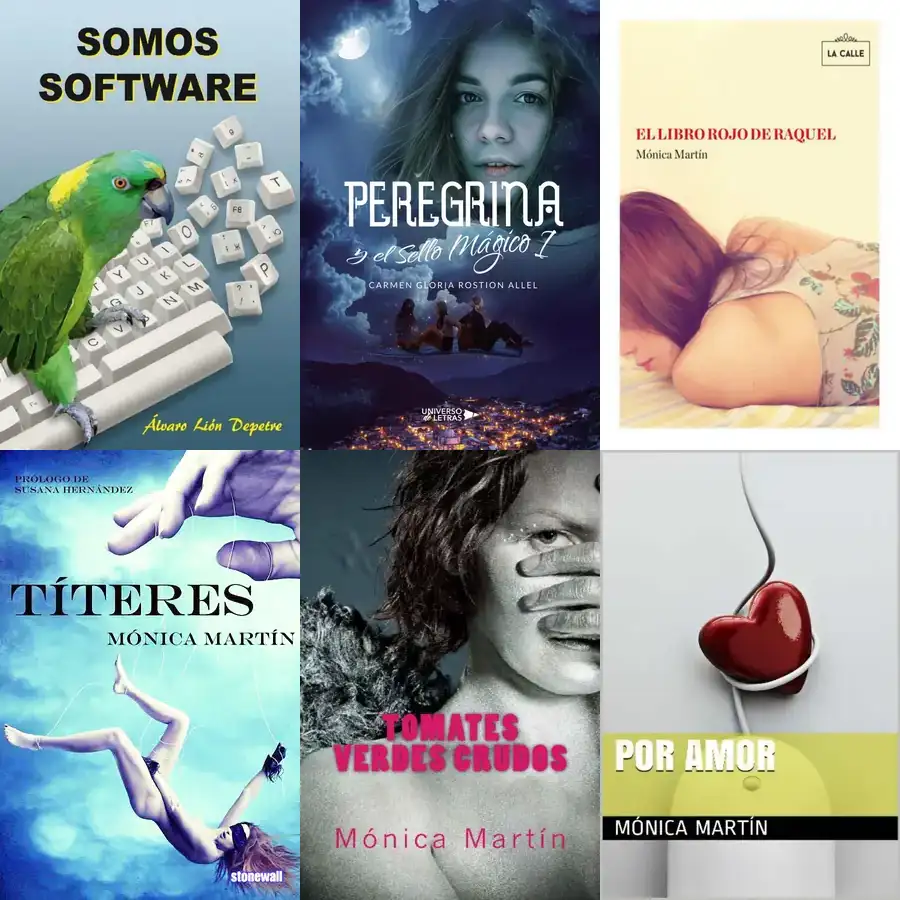 SOMOS
SOFTWARE
Álvaro Lión Depetre
PEREGRINA
y el Sello Mágico I
CARMEN GLORIA ROSTION ALLEL
UNIVERSO
de LETRAS
LA CALLE
EL LIBRO ROJO DE RAQUEL
Mónica Martín
PRÓLOGO DE
SUSANA HERNÁNDEZ
TÍTERES
MÓNICA MARTÍN
stonewall
TOMATES
VERDES CRUDOS
Mónica Martín
POR AMOR
MÓNICA MARTÍN